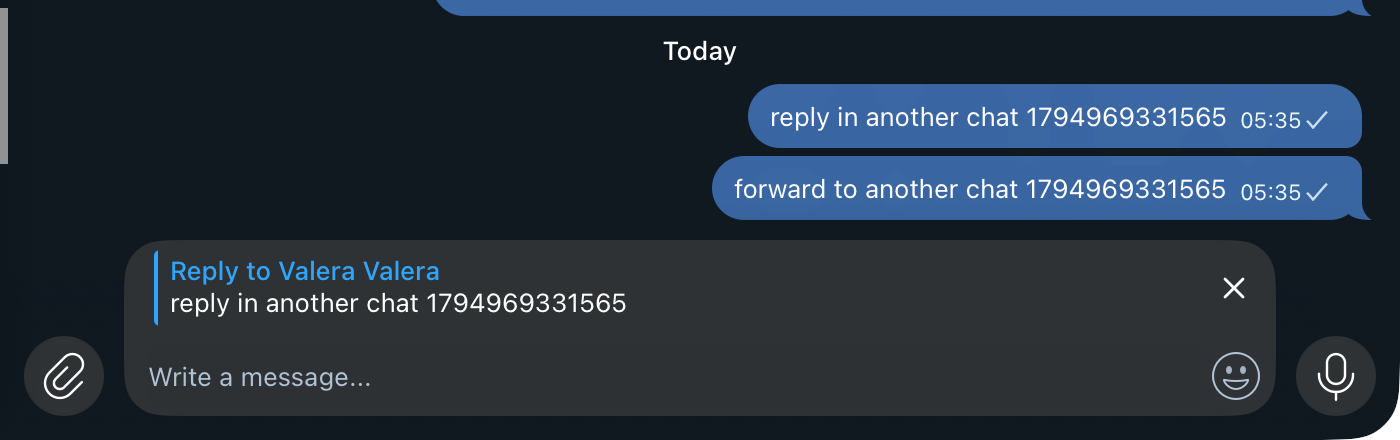 Today
reply in another chat 1794969331565 05:35
forward to another chat 1794969331565 05:35
Reply to Valera Valera
reply in another chat 1794969331565
Write a message...